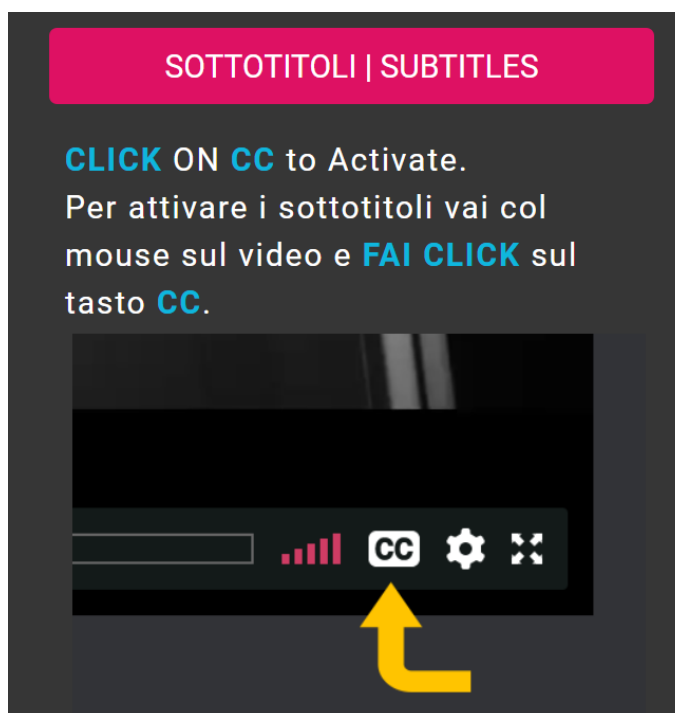 SOTTOTITOLI | SUBTITLES
CLICK ON CC to Activate.
Per attivare i sottotitoli vai col
mouse sul video e FAI CLICK sul
tasto CC.
CC